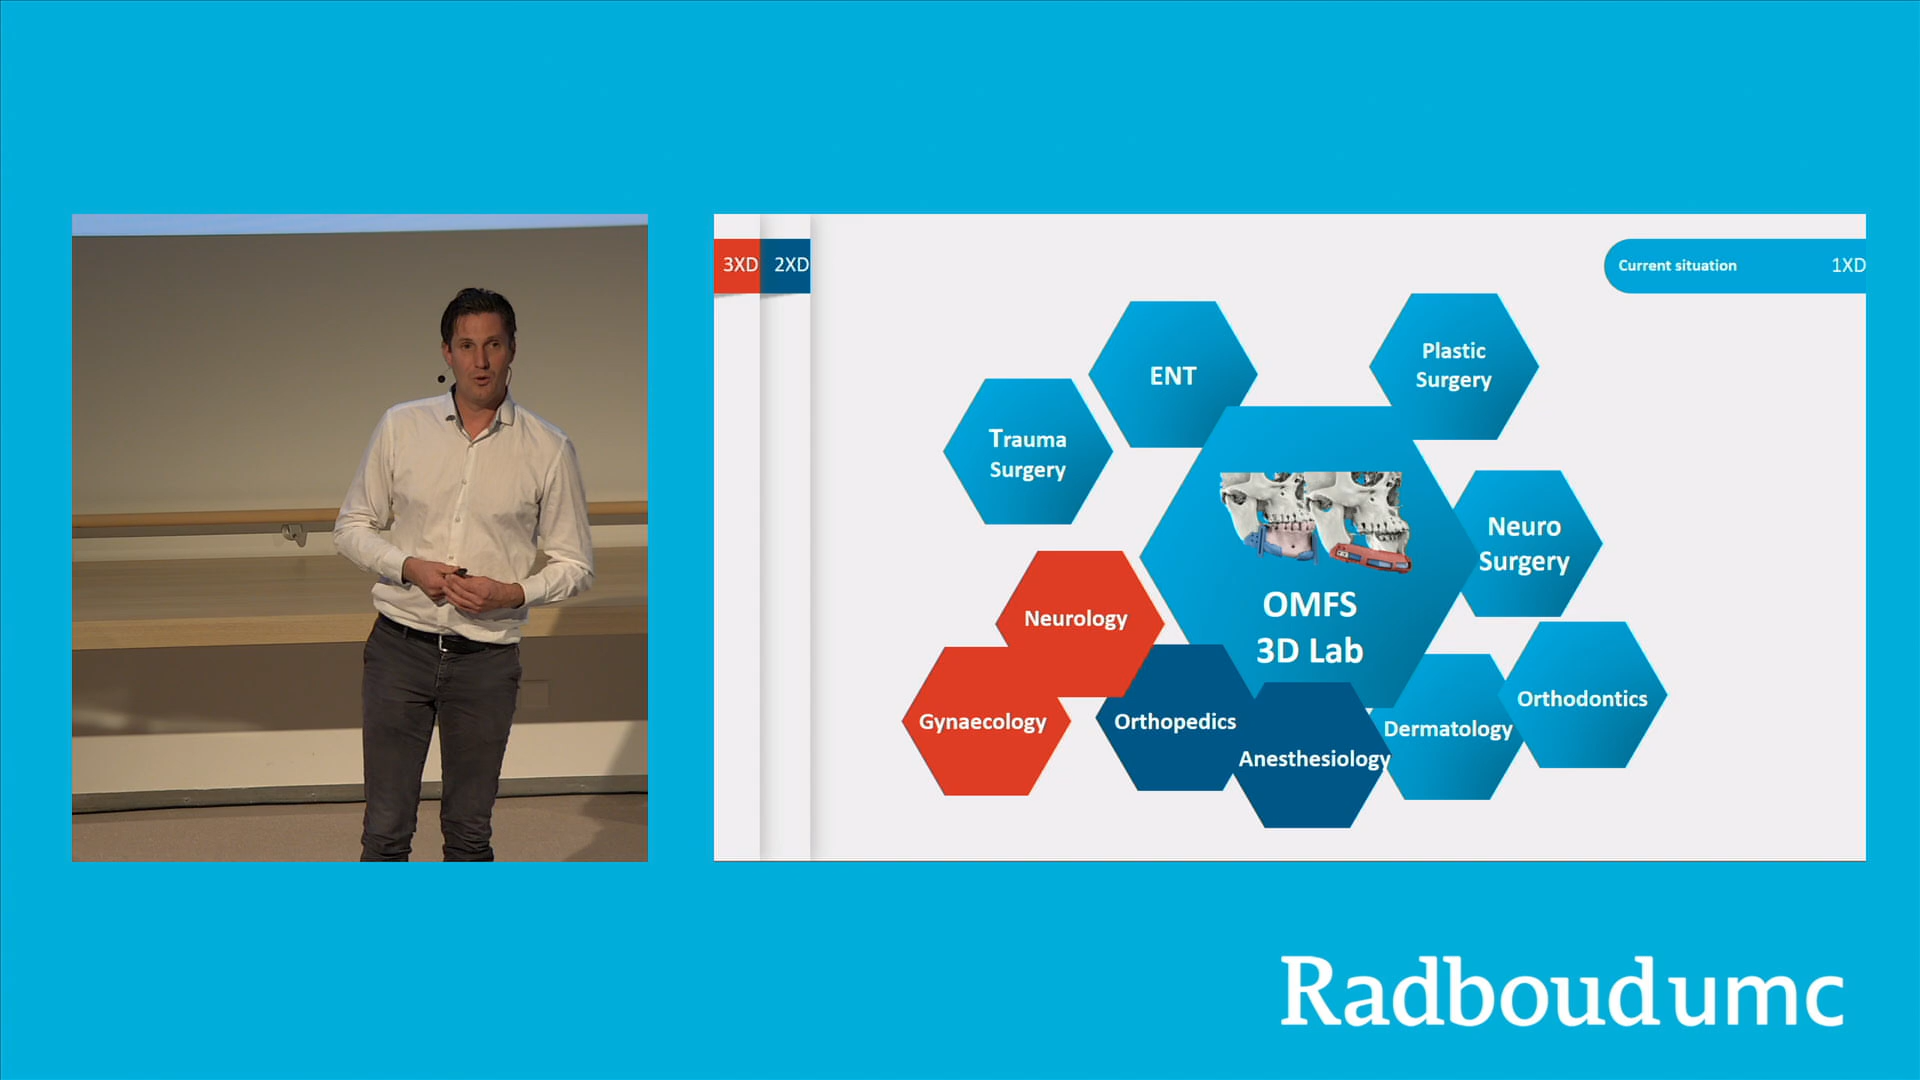 3XD
2XD
Current situation
1XD
ENT
Plastic
Surgery
Trauma
Surgery
Neuro
Surgery
OMFS
3D Lab
Neurology
Gynaecology
Orthopedics
Anesthesiology
Dermatology
Orthodontics
Radboudumc